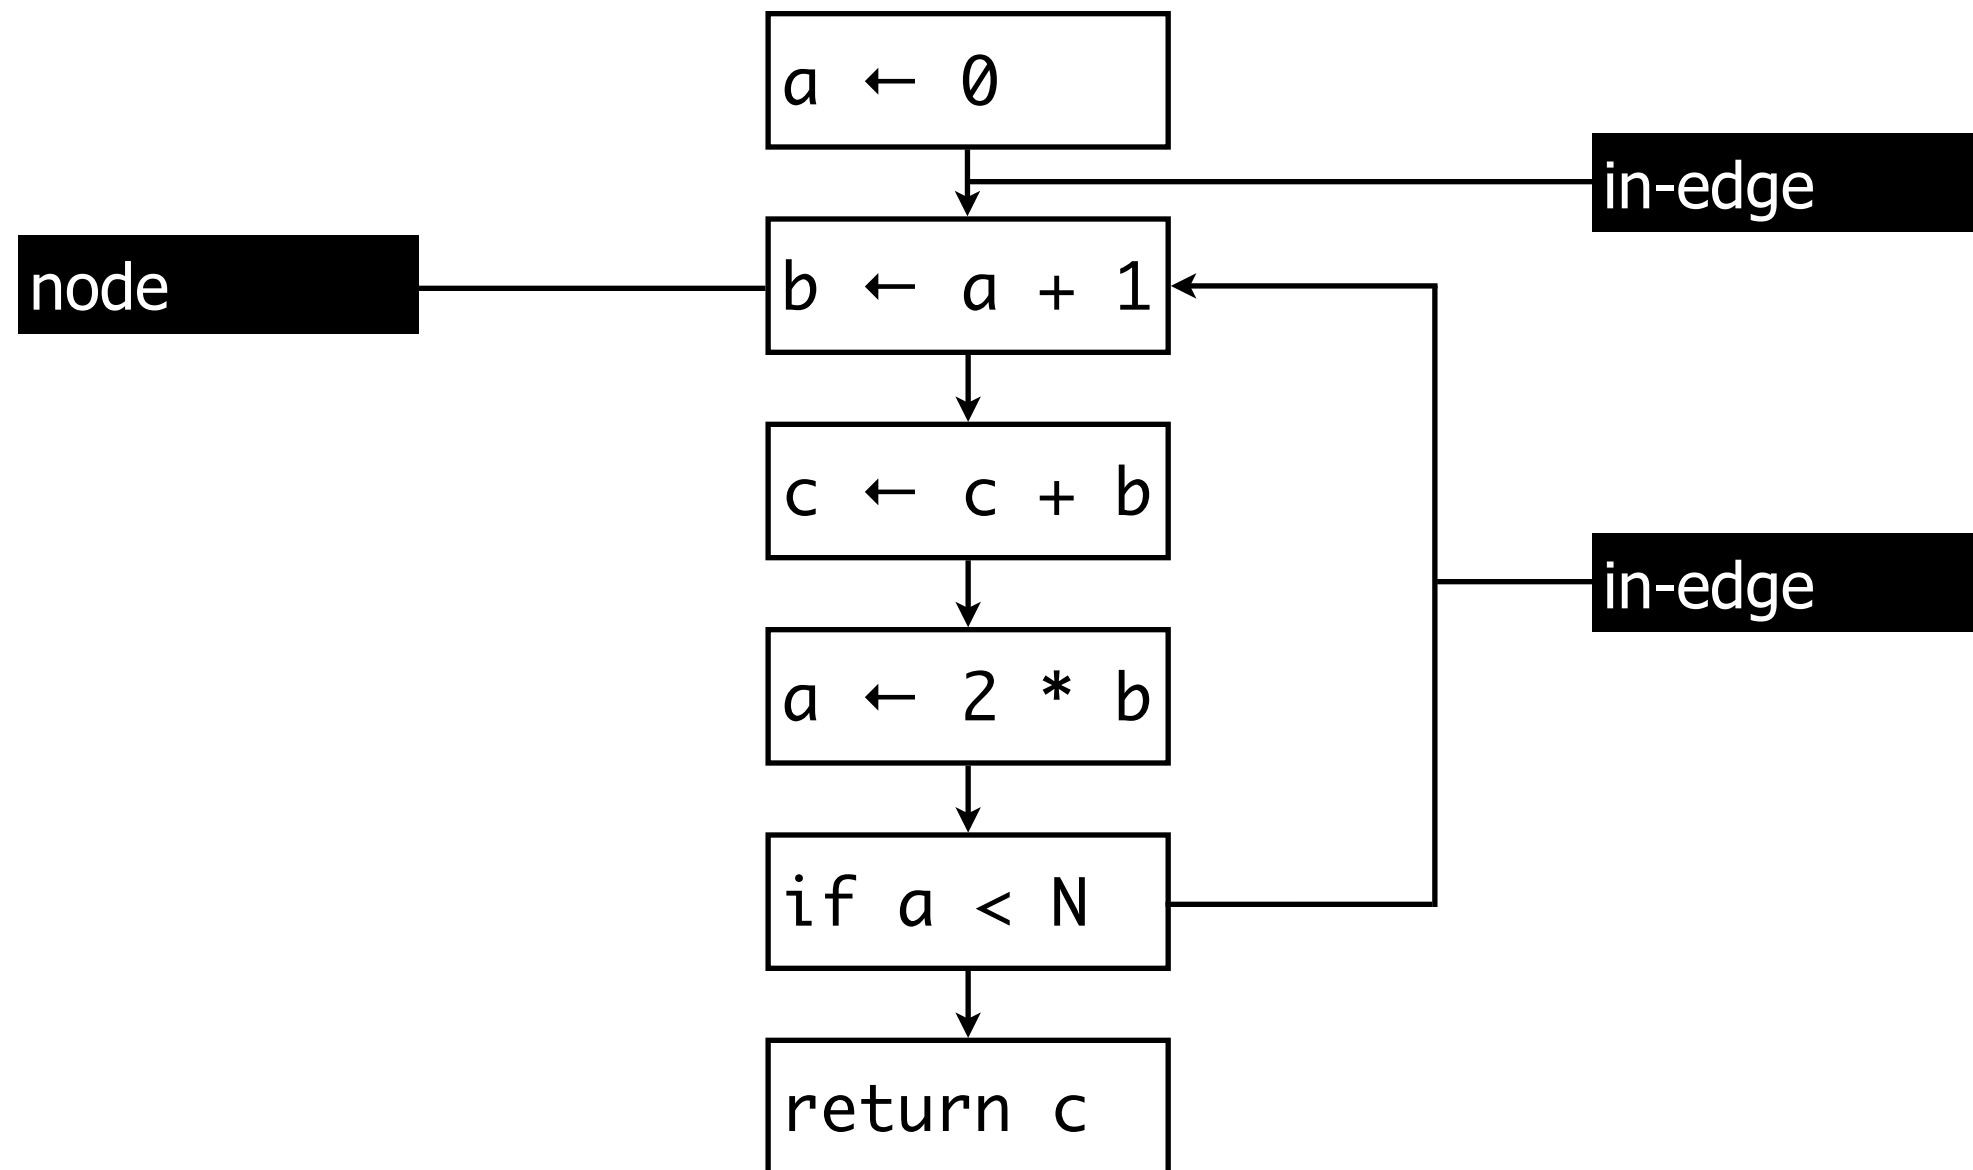 a ← 0
in-edge
node
b ← a + 1
c ← c + b
in-edge
a ← 2 * b
if a < N
return c